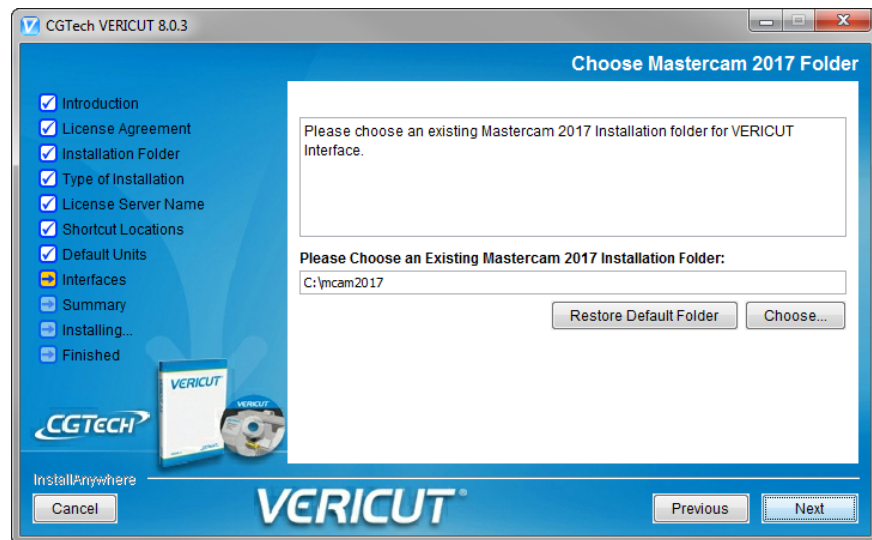 CGTech VERICUT 8.0.3
Choose Mastercam 2017 Folder
Introduction
License Agreement
Installation Folder
Type of Installation
License Server Name
Shortcut Locations
Default Units
Interfaces
Summary
Installing...
Finished
Please choose an existing Mastercam 2017 Installation folder for VERICUT
Interface.
Please Choose an Existing Mastercam 2017 Installation Folder:
C:\mcam2017
Restore Default Folder
Choose...
VERICUT
VERICUT
CGTECH
InstallAnywhere
Cancel
VERICUT®
Previous
Next